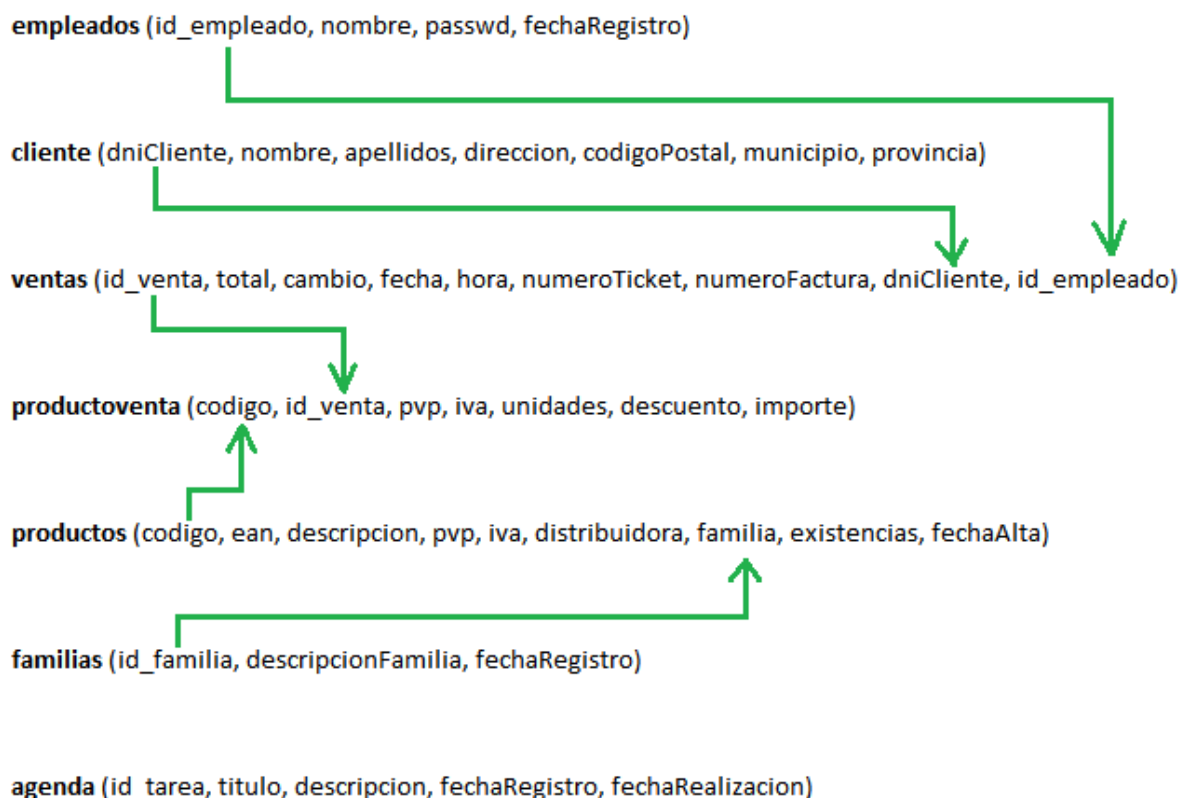 empleados (id_empleado, nombre, passwd, fechaRegistro)
cliente (dniCliente, nombre, apellidos, direccion, codigoPostal, municipio, provincia)
ventas (id_venta, total, cambio, fecha, hora, numeroTicket, numeroFactura, dniCliente, id_empleado)
productoventa (codigo, id_venta, pvp, iva, unidades, descuento, importe)
productos (codigo, ean, descripcion, pvp, iva, distribuidora, familia, existencias, fechaAlta)
familias (id_familia, descripcionFamilia, fechaRegistro)
agenda (id_tarea, titulo, descripcion, fechaRegistro, fechaRealizacion)